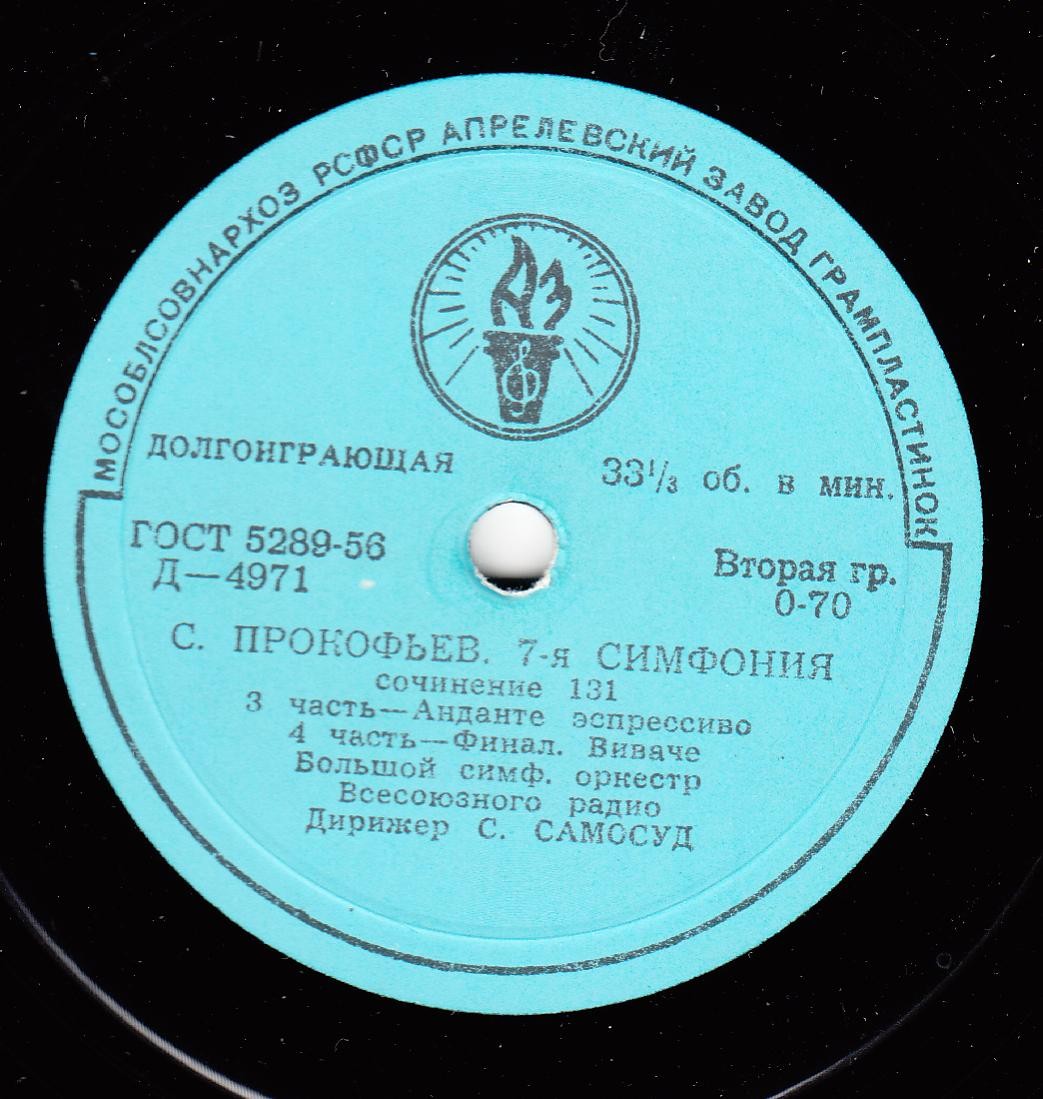 МОСОБЛСОВНАРХОЗ РСФСР АПРЕЛЕВСКИЙ ЗАВОД ГРАМПЛАСТИНОК
АЗ
ДОЛГОИГРАЮЩАЯ
33⅓ об. в мин.
ГОСТ 5289-56
Д—4971
Вторая гр.
0-70
С. ПРОКОФЬЕВ. 7-я СИМФОНИЯ
сочинение 131
3 часть—Анданте эспрессиво
4 часть—Финал. Виваче
Большой симф. оркестр
Всесоюзного радио
Дирижер С. САМОСУД